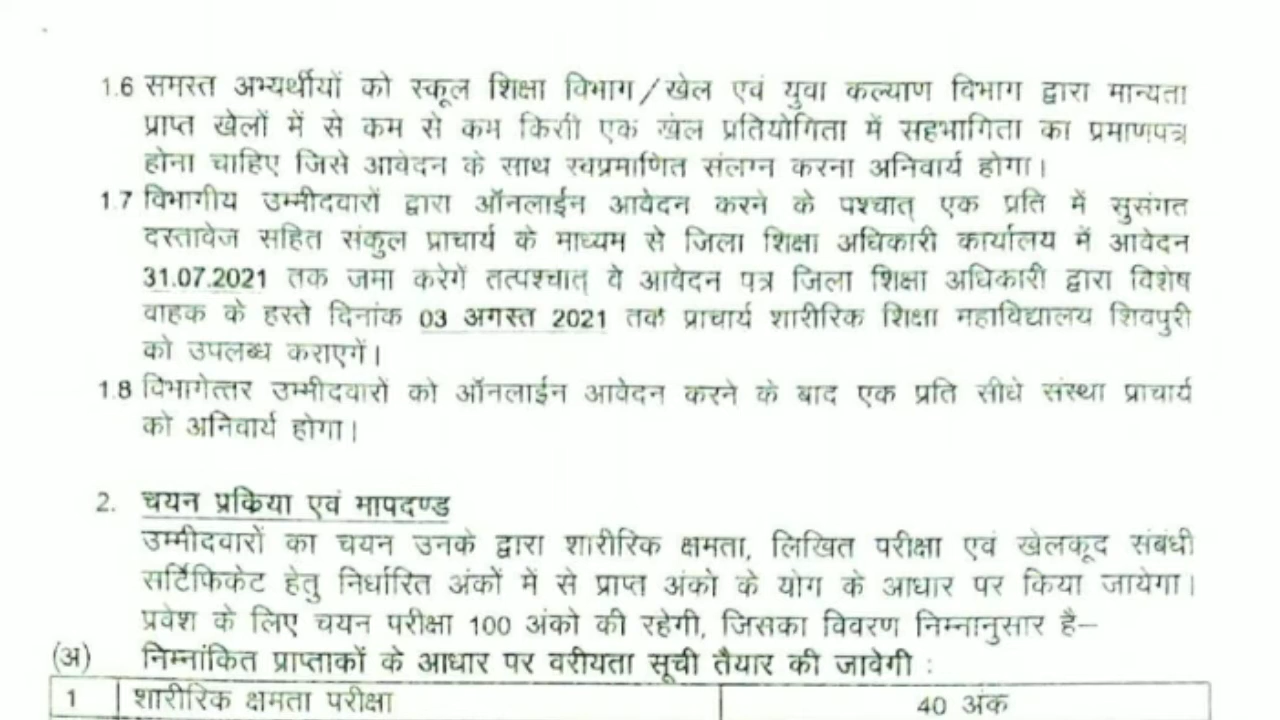 1.6 समस्त अभ्यर्थीयों को स्कूल शिक्षा विभाग/खेल एवं युवा कल्याण विभाग द्वारा मान्यता
प्राप्त खेलों में से कम से कम किसी एक खेल प्रतियोगिता में सहभागिता का प्रमाणपत्र
होना चाहिए जिसे आवेदन के साथ स्वप्रमाणित संलग्न करना अनिवार्य होगा।
1.7 विभागीय उम्मीदवारों द्वारा ऑनलाईन आवेदन करने के पश्चात् एक प्रति में सुसंगत
दस्तावेज सहित संकुल प्राचार्य के माध्यम से जिला शिक्षा अधिकारी कार्यालय में आवेदन
31.07.2021 तक जमा करेगें तत्पश्चात् वे आवेदन पत्र जिला शिक्षा अधिकारी द्वारा विशेष
वाहक के हस्ते दिनांक 03 अगस्त 2021 तक प्राचार्य शारीरिक शिक्षा महाविद्यालय शिवपुरी
को उपलब्ध कराएगें।
1.8 विभागेत्तर उम्मीदवारों को ऑनलाईन आवेदन करने के बाद एक प्रति सीधे संस्था प्राचार्य
को अनिवार्य होगा।
2. चयन प्रकिया एवं मापदण्ड
उम्मीदवारों का चयन उनके द्वारा शारीरिक क्षमता, लिखित परीक्षा एवं खेलकूद संबंधी
सर्टिफिकेट हेतु निर्धारित अंकों में से प्राप्त अंको के योग के आधार पर किया जायेगा।
प्रवेश के लिए चयन परीक्षा 100 अंको की रहेगी, जिसका विवरण निम्नानुसार है–
(अ) निम्नांकित प्राप्ताकों के आधार पर वरीयता सूची तैयार की जावेगी :
1 शारीरिक क्षमता परीक्षा 40 अंक